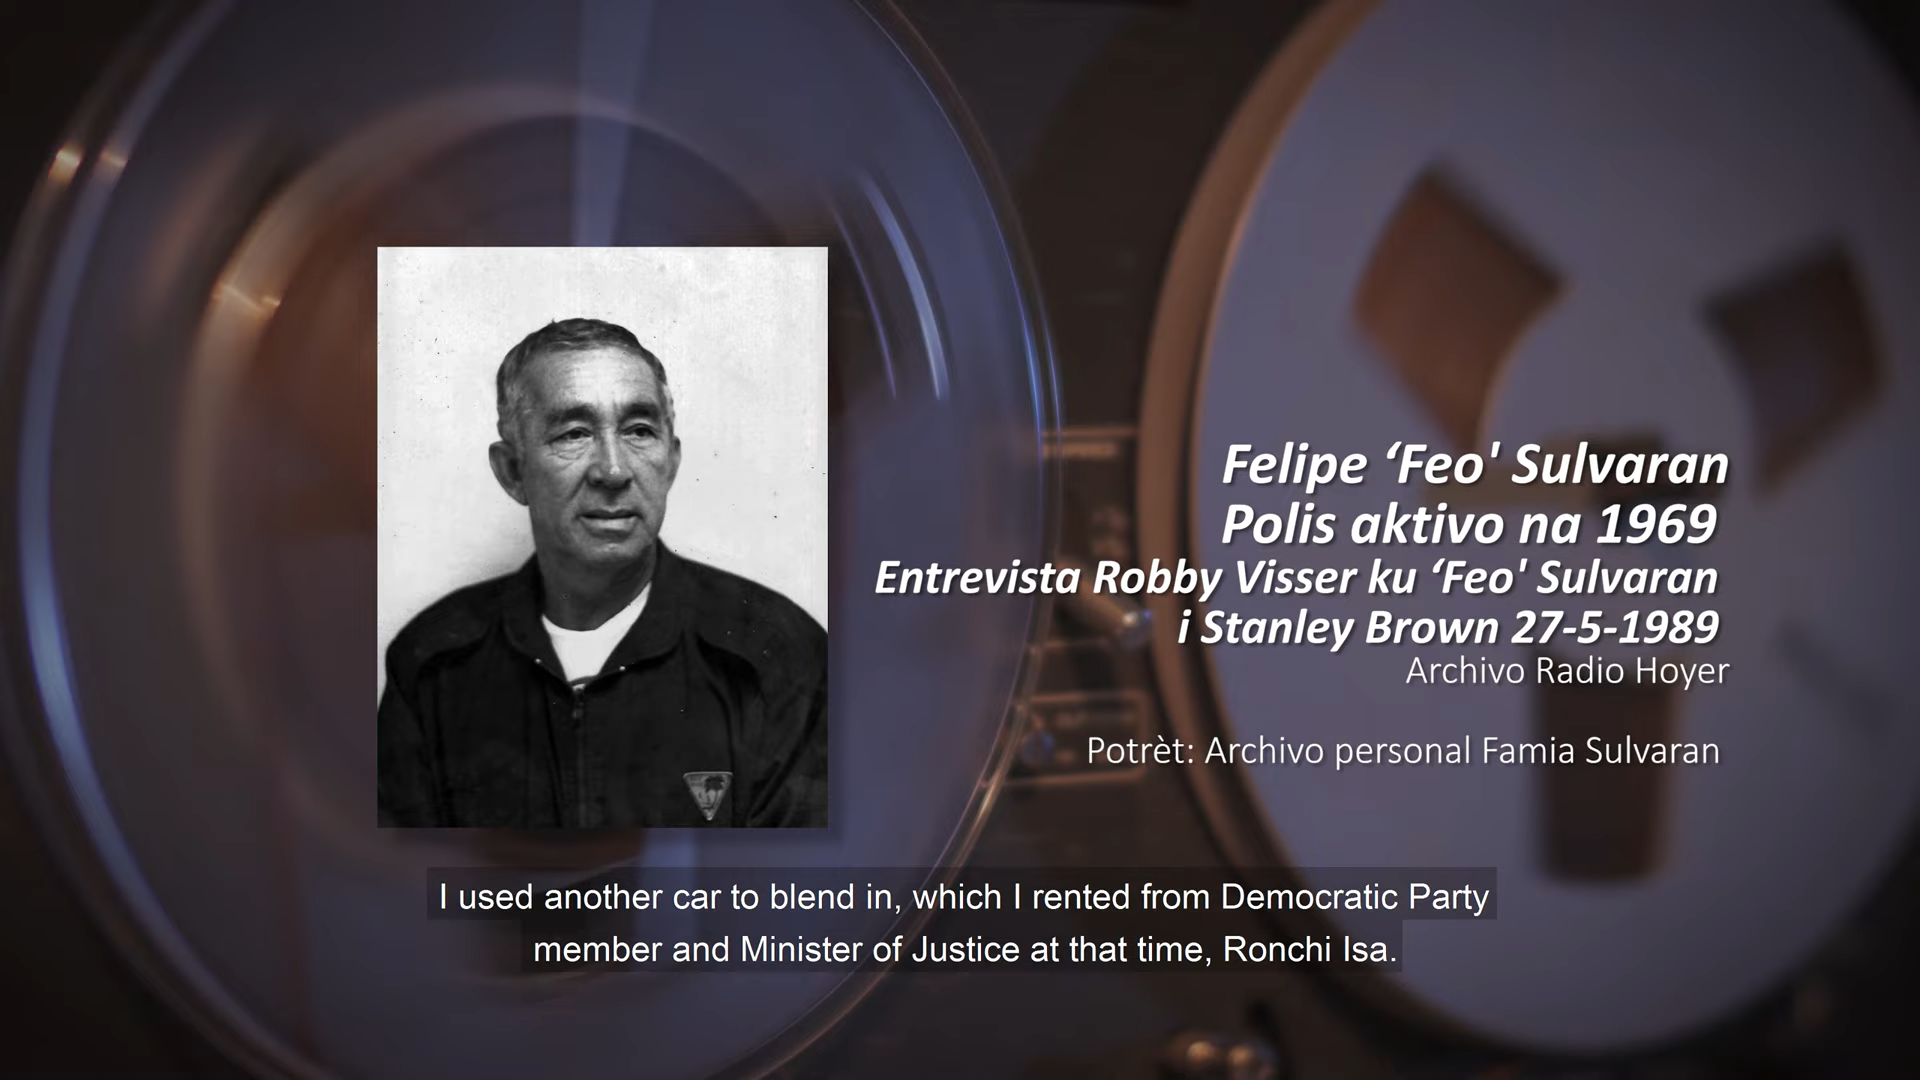 Felipe ‘Feo' Sulvaran
Polis aktivo na 1969
Entrevista Robby Visser ku ‘Feo' Sulvaran
i Stanley Brown 27-5-1989
Archivo Radio Hoyer
Potrèt: Archivo personal Famia Sulvaran
I used another car to blend in, which I rented from Democratic Party
member and Minister of Justice at that time, Ronchi Isa.